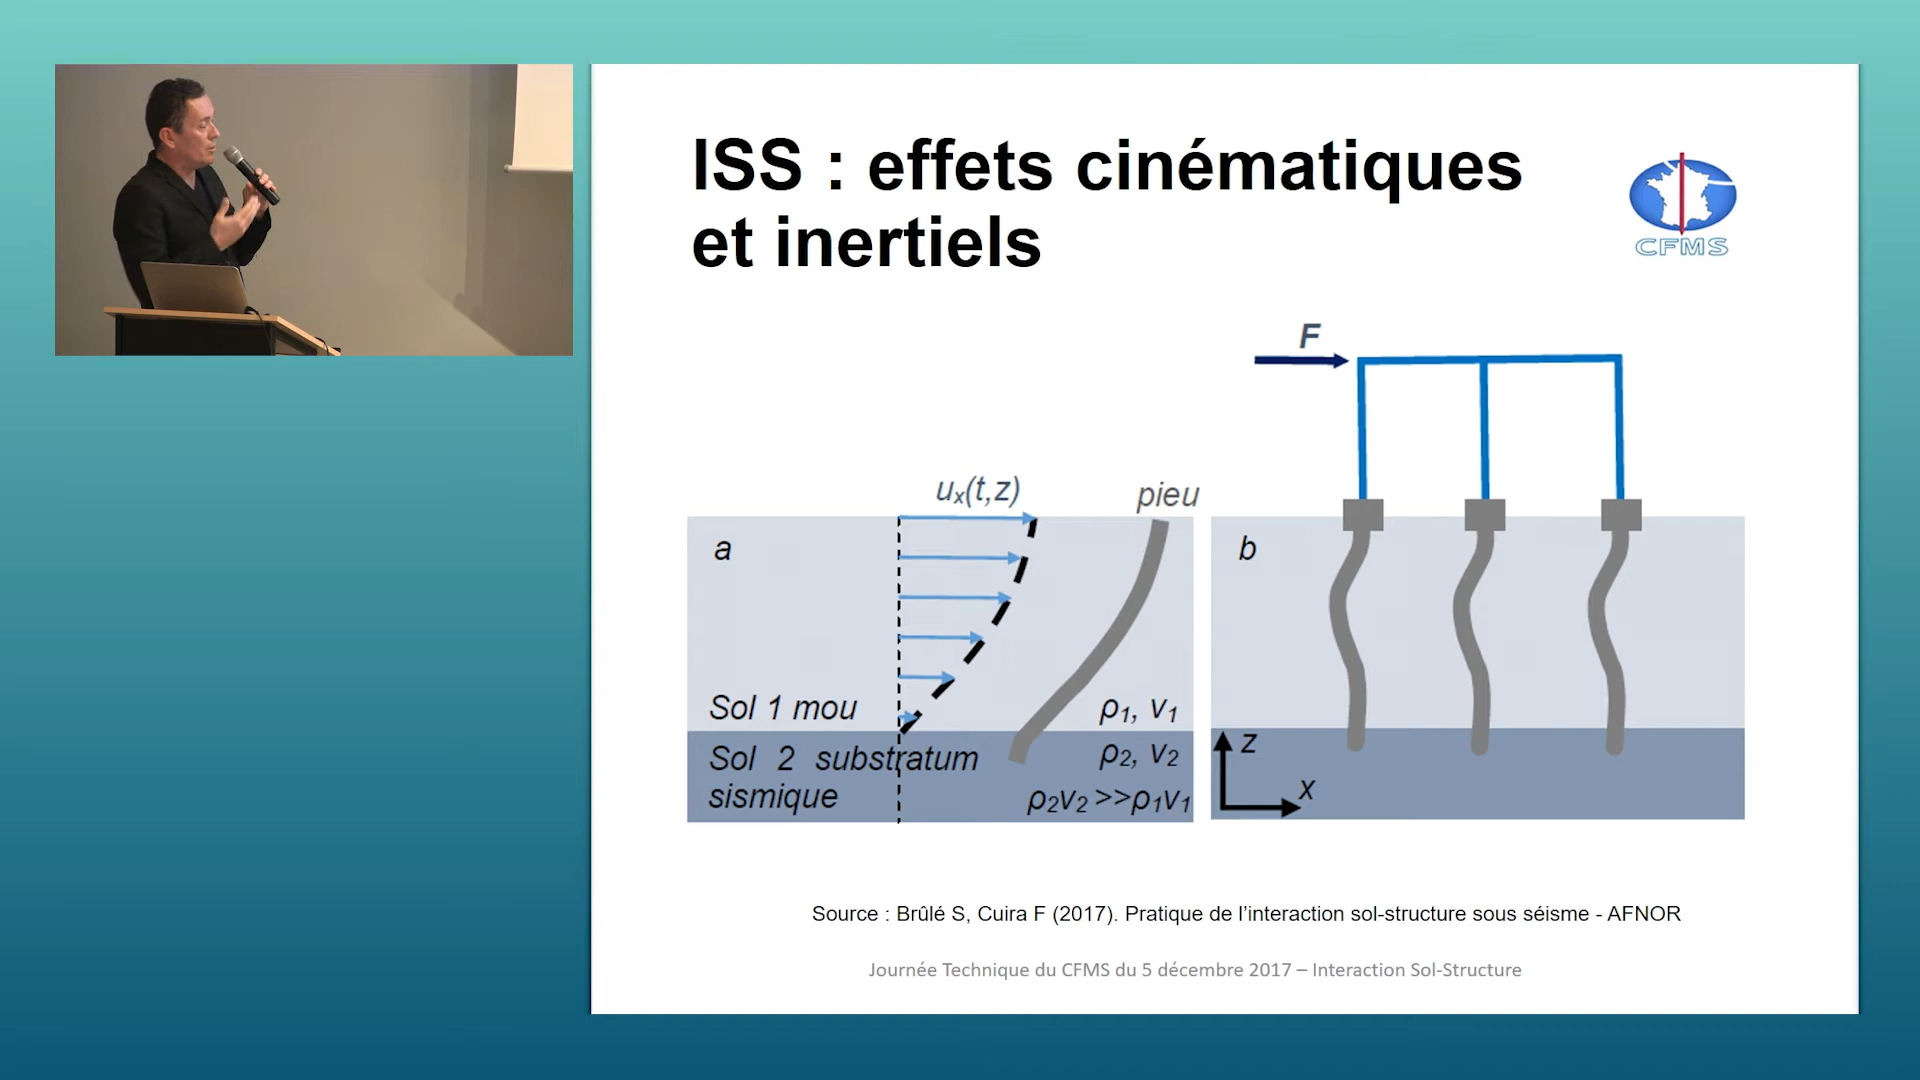 ISS : effets cinématiques
et inertiels
CFMS
F
uₓ(t,z)
pieu
a
b
Sol 1 mou
ρ₁, v₁
Sol 2 substratum
sismique
ρ₂, v₂
ρ₂v₂ >>ρ₁v₁
z
x
Source : Brûlé S, Cuira F (2017). Pratique de l’interaction sol-structure sous séisme - AFNOR
Journée Technique du CFMS du 5 décembre 2017 – Interaction Sol-Structure